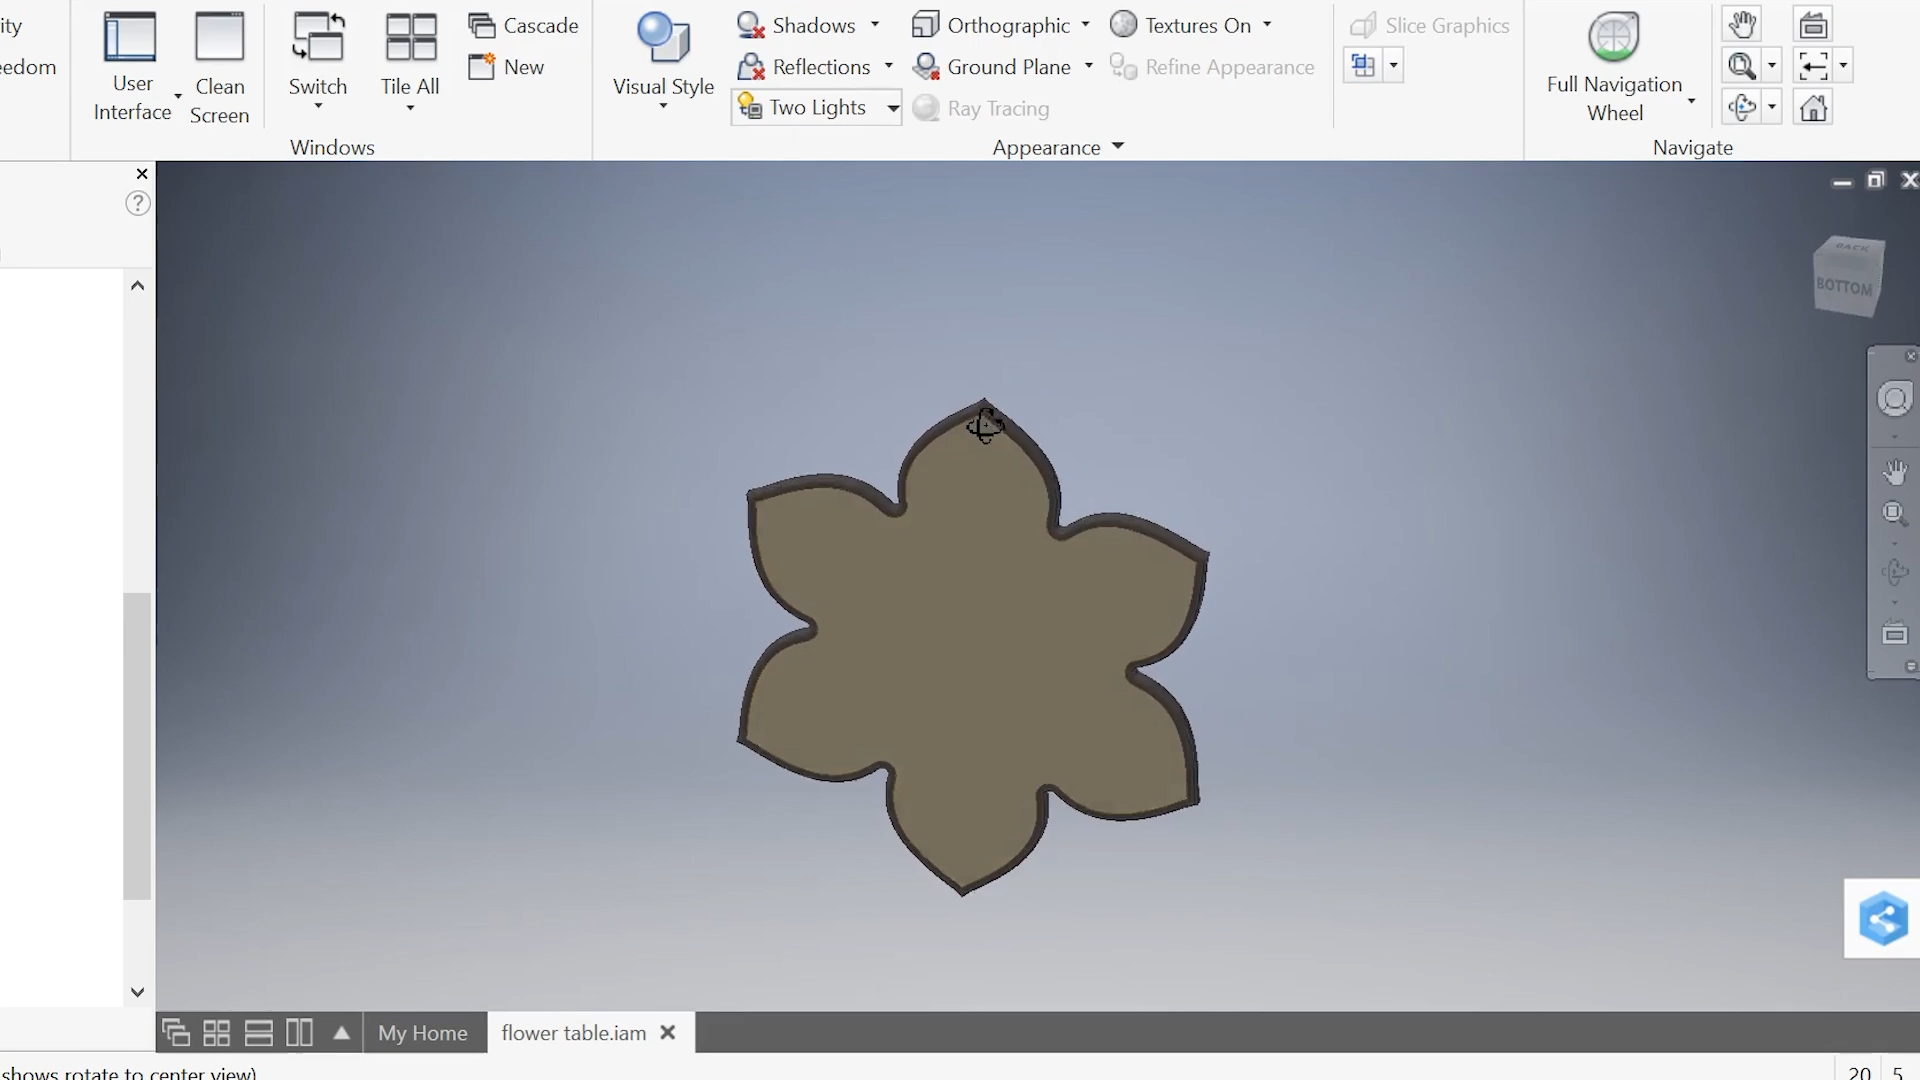 ity
edom
User
Interface
Clean
Screen
Switch
Tile All
Cascade
New
Windows
Visual Style
Shadows
Reflections
Two Lights
Orthographic
Ground Plane
Ray Tracing
Textures On
Refine Appearance
Appearance
Slice Graphics
Full Navigation
Wheel
Navigate
BACK
BOTTOM
My Home
flower table.iam
shows rotate to center view)
20 5